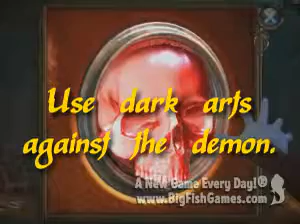 Use dark arts
against the demon.
A New Game Every Day!®
www.BigFishGames.com